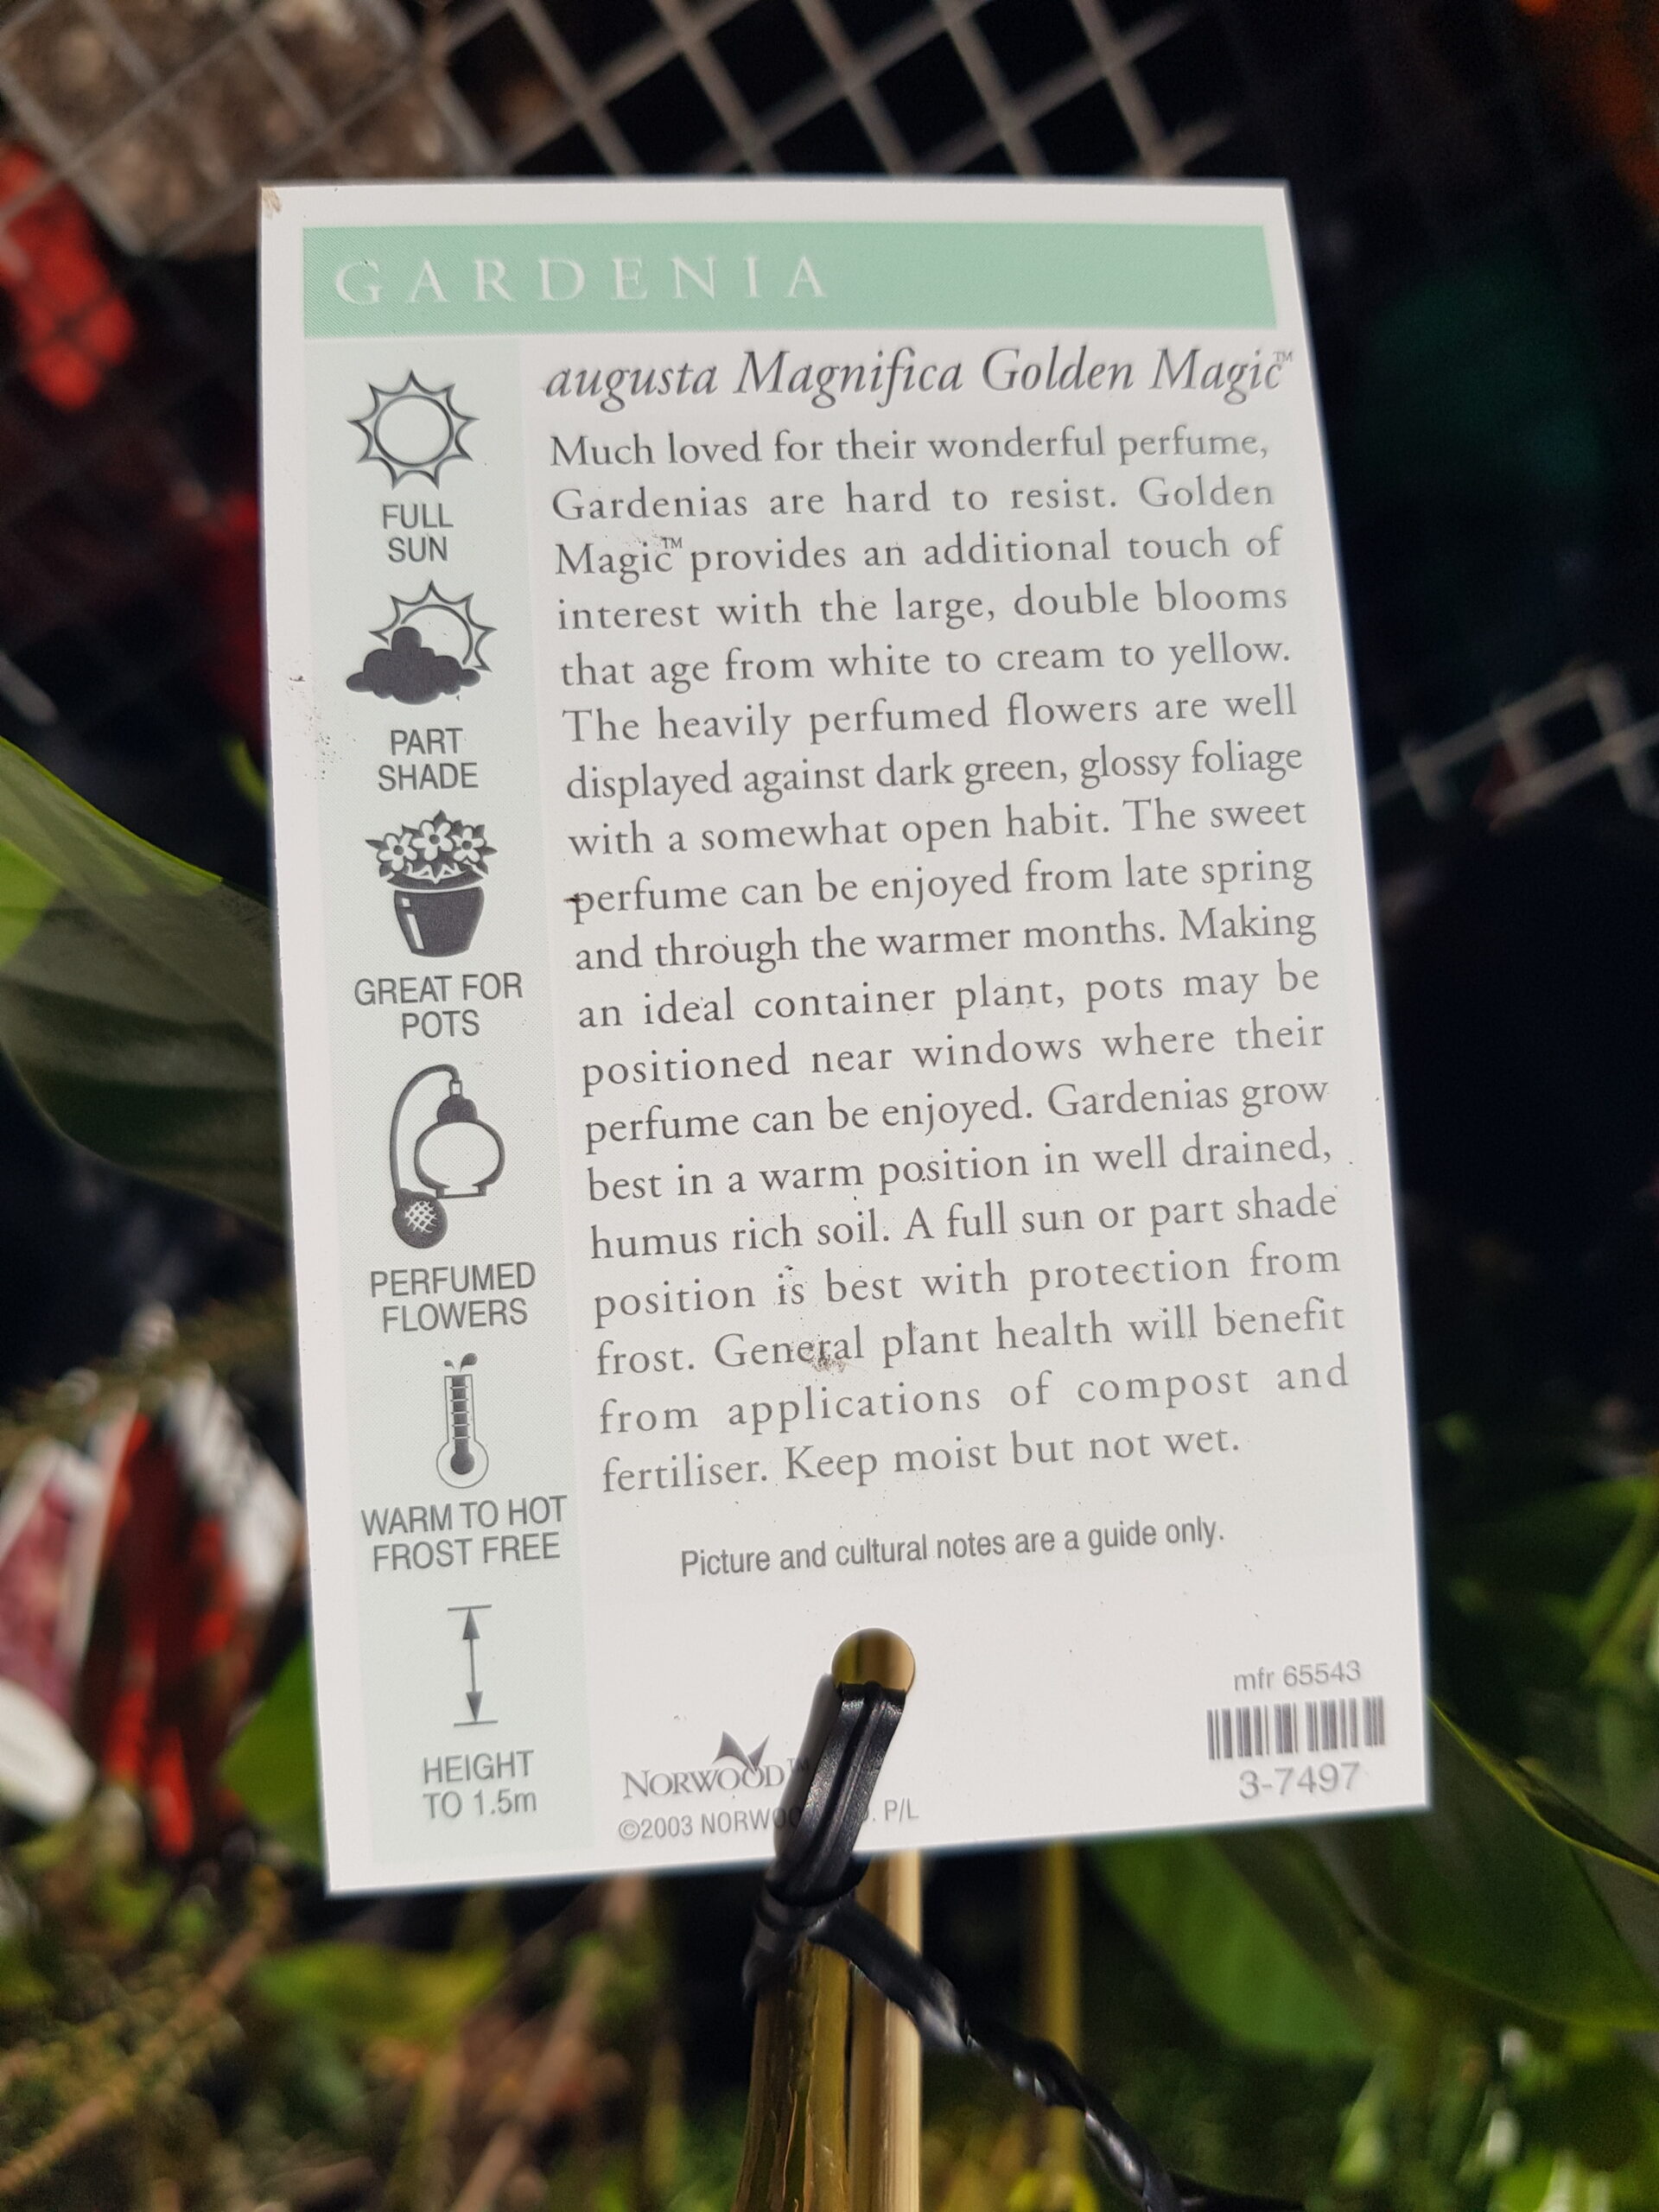 GARDENIA
augusta Magnifica Golden Magic™
FULL
SUN
PART
SHADE
GREAT FOR
POTS
PERFUMED
FLOWERS
WARM TO HOT
FROST FREE
HEIGHT
TO 1.5m
Much loved for their wonderful perfume,
Gardenias are hard to resist. Golden
Magic™ provides an additional touch of
interest with the large, double blooms
that age from white to cream to yellow.
The heavily perfumed flowers are well
displayed against dark green, glossy foliage
with a somewhat open habit. The sweet
perfume can be enjoyed from late spring
and through the warmer months. Making
an ideal container plant, pots may be
positioned near windows where their
perfume can be enjoyed. Gardenias grow
best in a warm position in well drained,
humus rich soil. A full sun or part shade
position is best with protection from
frost. General plant health will benefit
from applications of compost and
fertiliser. Keep moist but not wet.
Picture and cultural notes are a guide only.
mfr 65543
3-7497
NORWOOD™
©2003 P/L